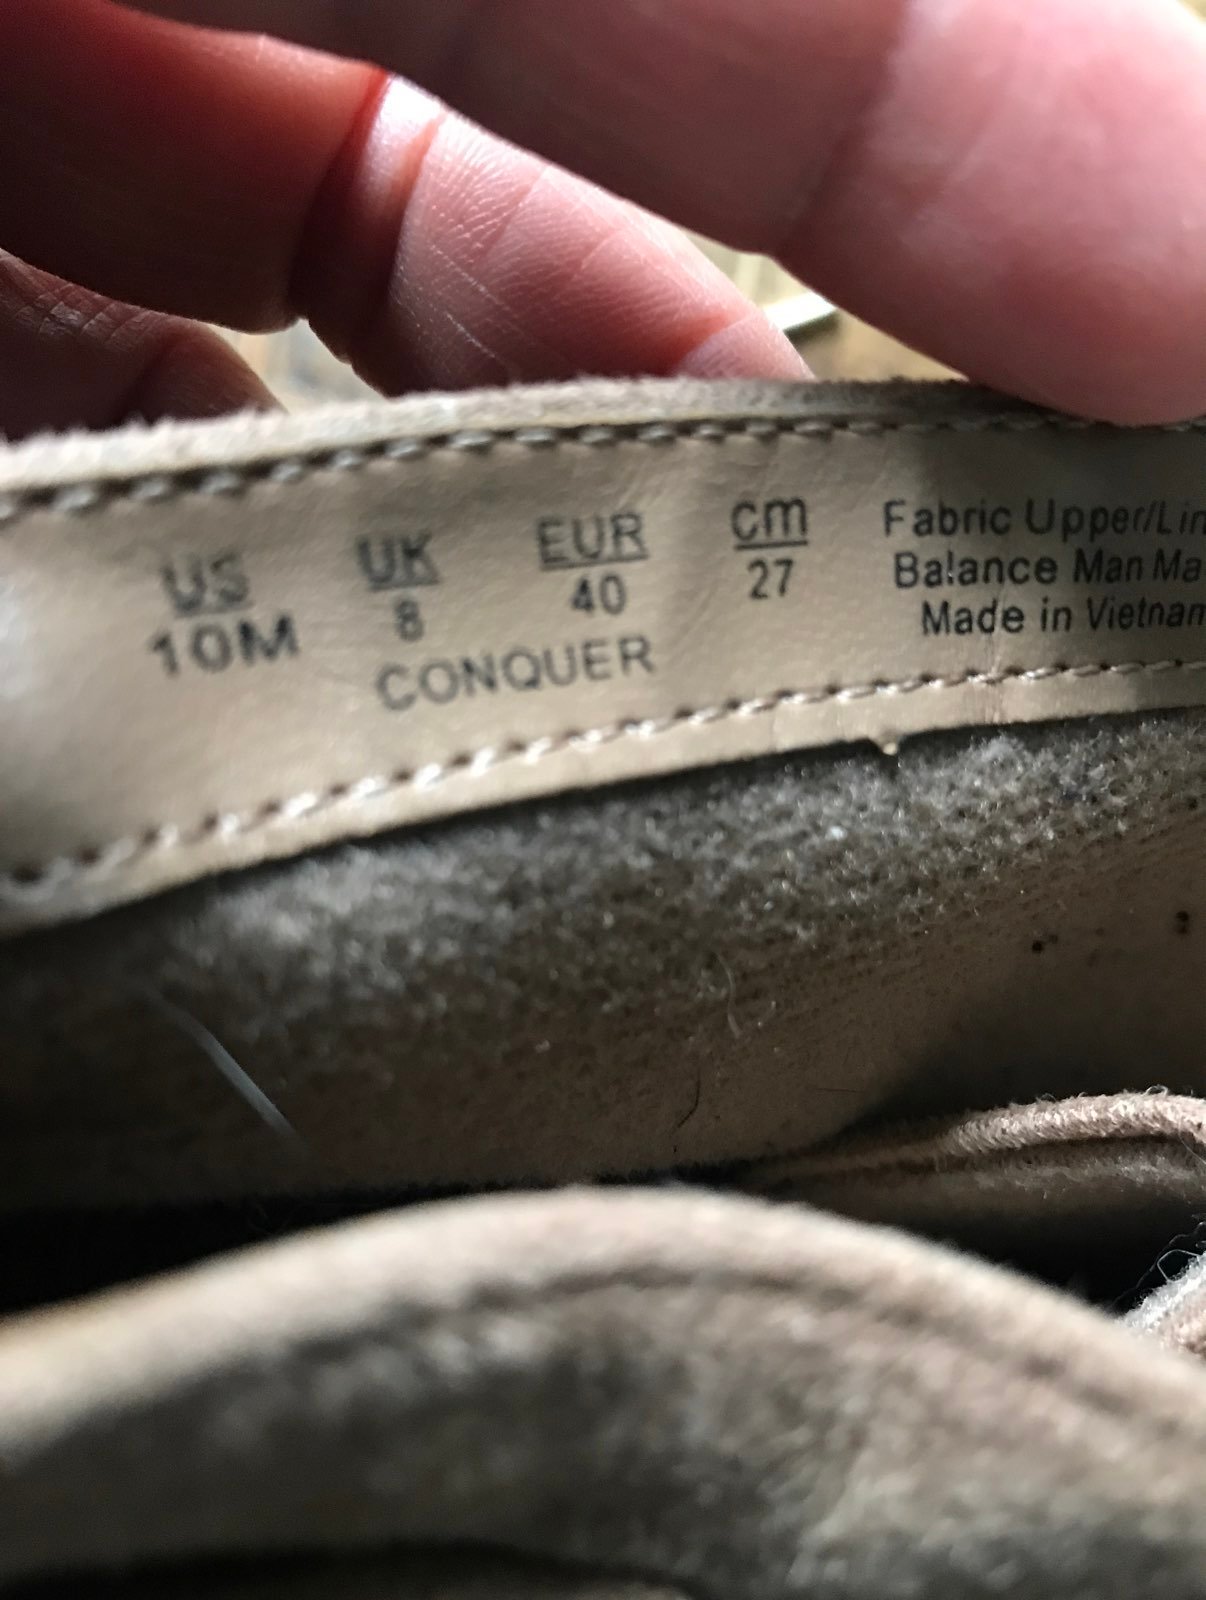 US UK EUR cm
10M 8 40 27
CONQUER
Fabric Upper/Lin
Balance Man Ma
Made in Vietnam